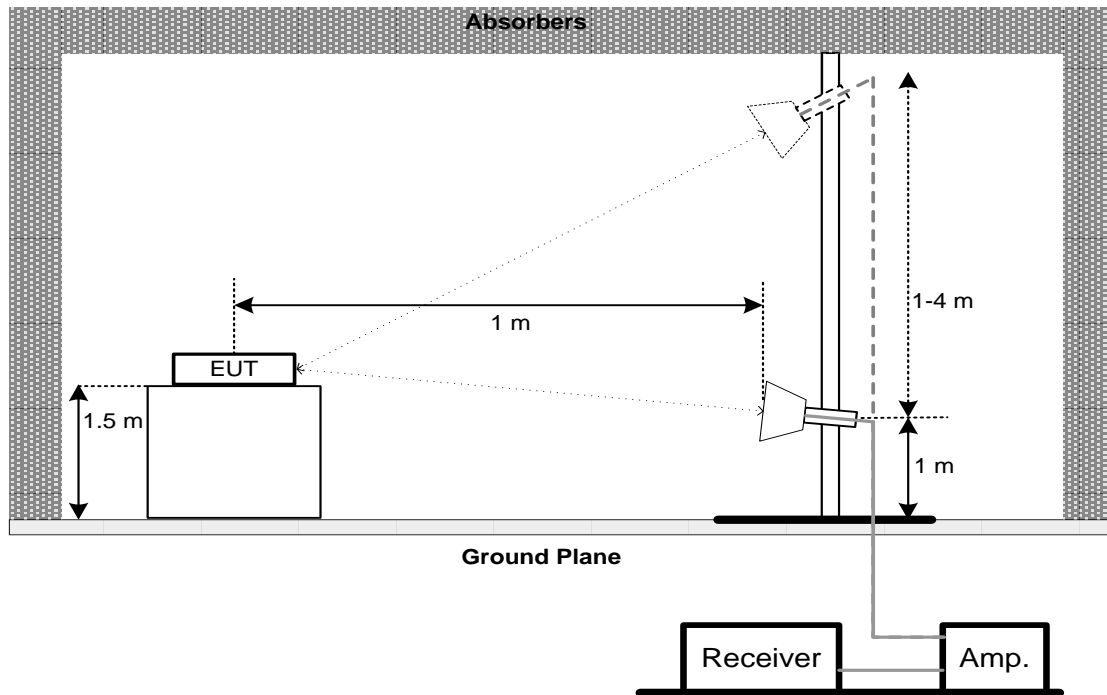 Absorbers
1 m
1-4 m
EUT
1.5 m
1 m
Ground Plane
Receiver
Amp.